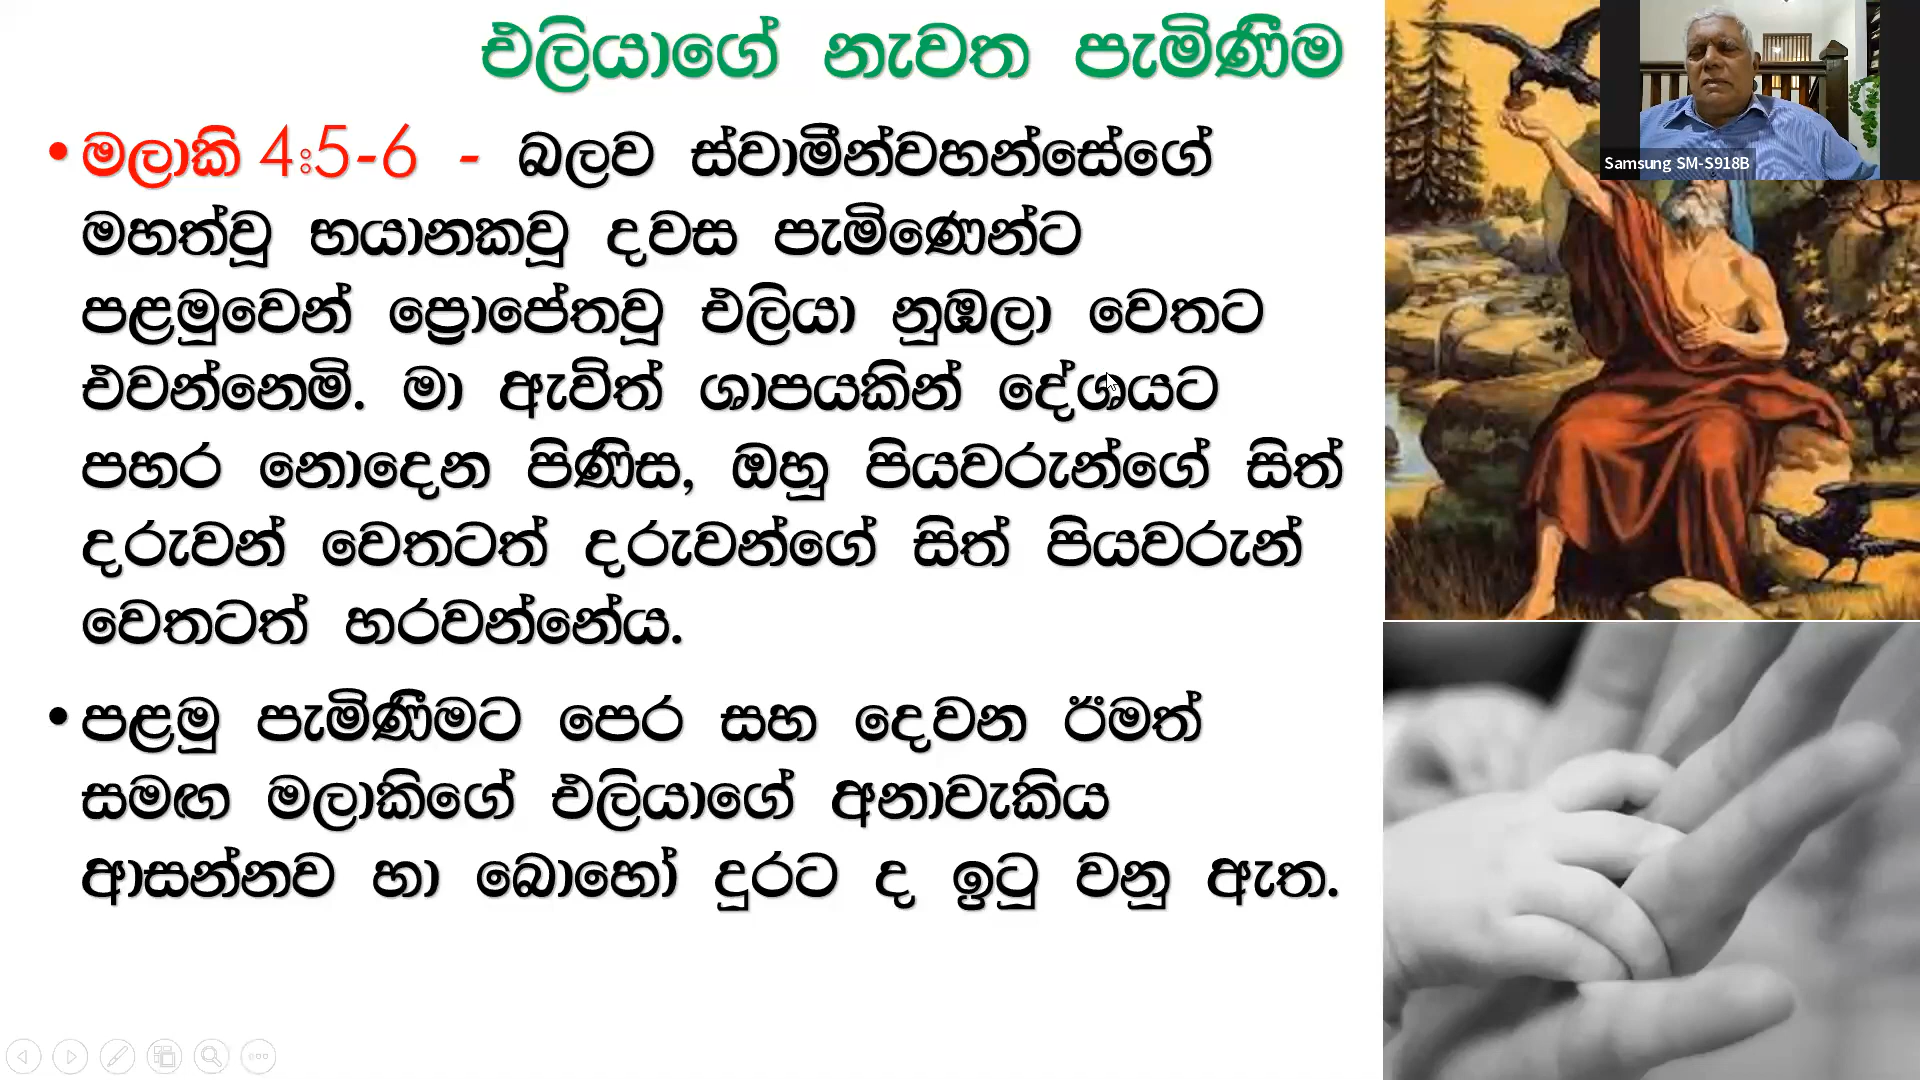 එලියාගේ නැවත පැමිණීම
• මලාකි 4:5-6 - බලව ස්වාමීන්වහන්සේගේ
මහත්වූ භයානකවූ දවස පැමිණෙන්ට
පළමුවෙන් ප්‍රොපේතවූ එලියා නුඹලා වෙතට
එවන්නෙමි. මා ඇවිත් ශාපයකින් දේශයට
පහර නොදෙන පිණිස, ඔහු පියවරුන්ගේ සිත්
දරුවන් වෙතටත් දරුවන්ගේ සිත් පියවරුන්
වෙතටත් හරවන්නේය.
• පළමු පැමිණීමට පෙර සහ දෙවන ඊමත්
සමඟ මලාකිගේ එලියාගේ අනාවැකිය
ආසන්නව හා බොහෝ දුරට ද ඉටු වනු ඇත.
Samsung SM-S918B